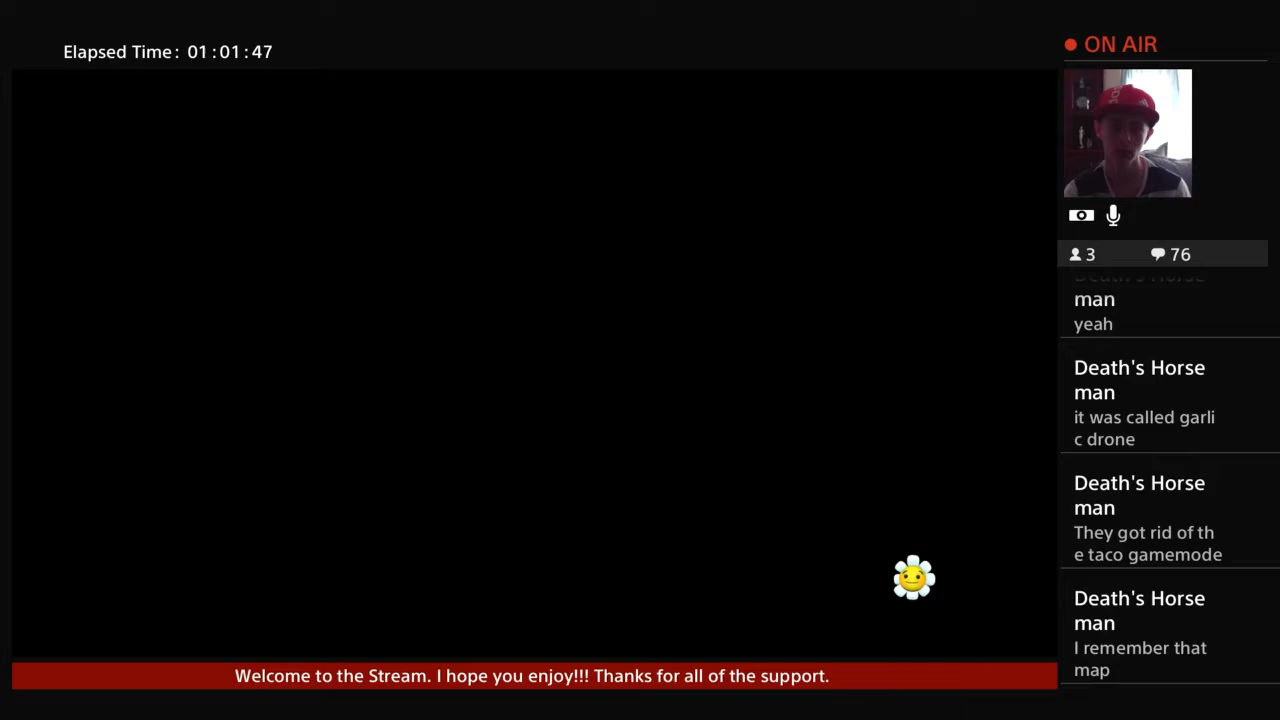 Elapsed Time: 01:01:47
ON AIR
3 76
Death's Horse
man
yeah
Death's Horse
man
it was called garli
c drone
Death's Horse
man
They got rid of th
e taco gamemode
Death's Horse
man
I remember that
map
Welcome to the Stream. I hope you enjoy!!! Thanks for all of the support.